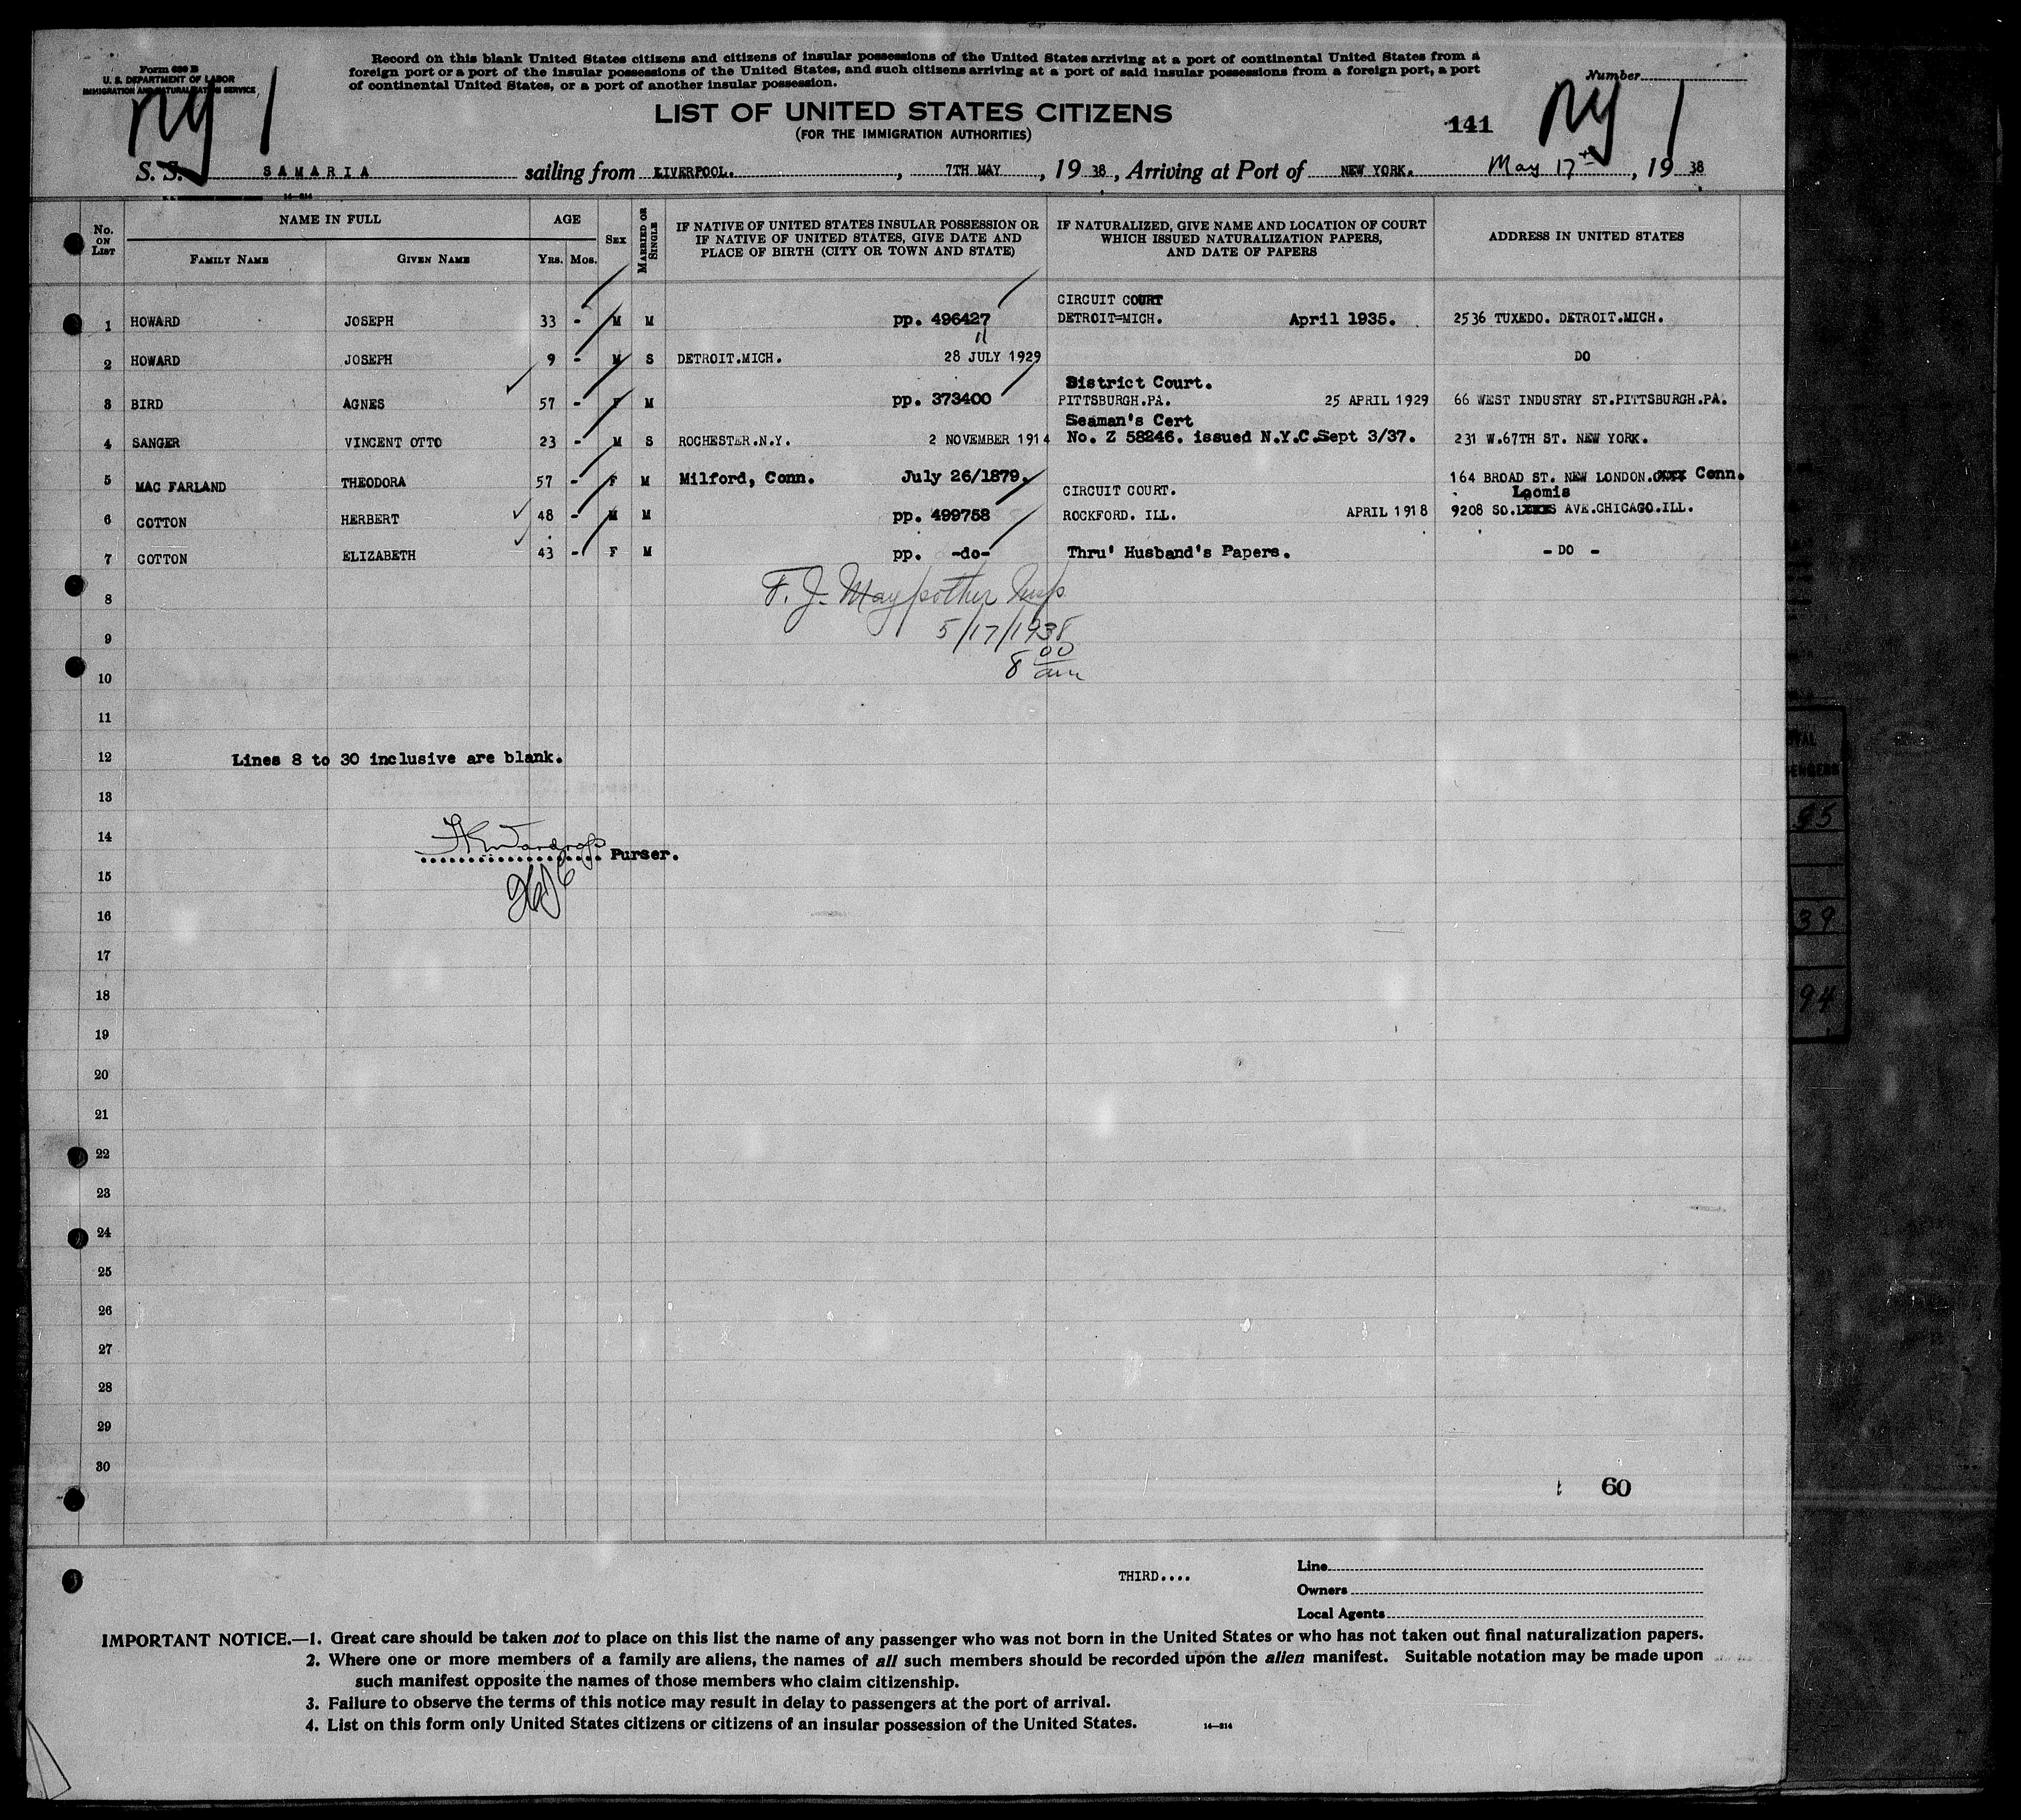 Form 630 B
U. S. DEPARTMENT OF LABOR
IMMIGRATION AND NATURALIZATION SERVICE
NY 1
Record on this blank United States citizens and citizens of insular possessions of the United States arriving at a port of continental United States from a
foreign port or a port of the insular possessions of the United States, and such citizens arriving at a port of said insular possessions from a foreign port, a port
of continental United States, or a port of another insular possession.
Number
LIST OF UNITED STATES CITIZENS
(FOR THE IMMIGRATION AUTHORITIES)
141
NY 1
S. S. SAMARIA sailing from LIVERPOOL. , 7TH MAY , 19 38 , Arriving at Port of NEW YORK. May 17th , 19 38
14—214
No. ON LIST
NAME IN FULL
FAMILY NAME GIVEN NAME
AGE
YRS. MOS.
SEX
MARRIED OR SINGLE
IF NATIVE OF UNITED STATES INSULAR POSSESSION OR
IF NATIVE OF UNITED STATES, GIVE DATE AND
PLACE OF BIRTH (CITY OR TOWN AND STATE)
IF NATURALIZED, GIVE NAME AND LOCATION OF COURT
WHICH ISSUED NATURALIZATION PAPERS,
AND DATE OF PAPERS
ADDRESS IN UNITED STATES
CIRCUIT COURT
1 HOWARD JOSEPH 33 - M M pp. 496427 DETROIT=MICH. April 1935. 2536 TUXEDO. DETROIT.MICH.
2 HOWARD JOSEPH 9 - M S DETROIT.MICH. 28 JULY 1929 DO
District Court.
3 BIRD AGNES 57 - F M pp. 373400 PITTSBURGH.PA. 25 APRIL 1929 66 WEST INDUSTRY ST.PITTSBURGH.PA.
Seaman's Cert
4 SANGER VINCENT OTTO 23 - M S ROCHESTER.N.Y. 2 NOVEMBER 1914 No. Z 58246. issued N.Y.C.Sept 3/37. 231 W.67TH ST. NEW YORK.
5 MAC FARLAND THEODORA 57 - F M Milford, Conn. July 26/1879. 164 BROAD ST. NEW LONDON. Conn.
CIRCUIT COURT. Loomis
6 COTTON HERBERT 48 - M M pp. 499758 ROCKFORD. ILL. APRIL 1918 9208 SO. AVE.CHICAGO.ILL.
7 COTTON ELIZABETH 43 - F M pp. -do- Thru' Husband's Papers. - DO -
8 F. J. Maypother Insp
9 5/17/1938
10 8 00 am
11
12 Lines 8 to 30 inclusive are blank.
13
14
Purser.
15
16
17
18
19
20
21
22
23
24
25
26
27
28
29
30
60
THIRD....
Line
Owners
Local Agents
IMPORTANT NOTICE.—1. Great care should be taken not to place on this list the name of any passenger who was not born in the United States or who has not taken out final naturalization papers.
2. Where one or more members of a family are aliens, the names of all such members should be recorded upon the alien manifest. Suitable notation may be made upon
such manifest opposite the names of those members who claim citizenship.
3. Failure to observe the terms of this notice may result in delay to passengers at the port of arrival.
4. List on this form only United States citizens or citizens of an insular possession of the United States.
14—214
39
94